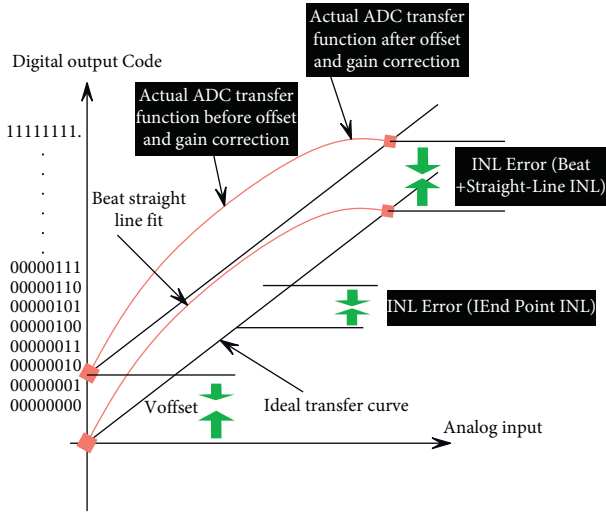 Actual ADC transfer
function after offset
and gain correction
Digital output Code
Actual ADC transfer
function before offset
and gain correction
11111111.
.
.
.
.
.
.
INL Error (Beat
+Straight-Line INL)
Beat straight
line fit
00000111
00000110
00000101
00000100
00000011
00000010
00000001
00000000
INL Error (IEnd Point INL)
Voffset
Ideal transfer curve
Analog input